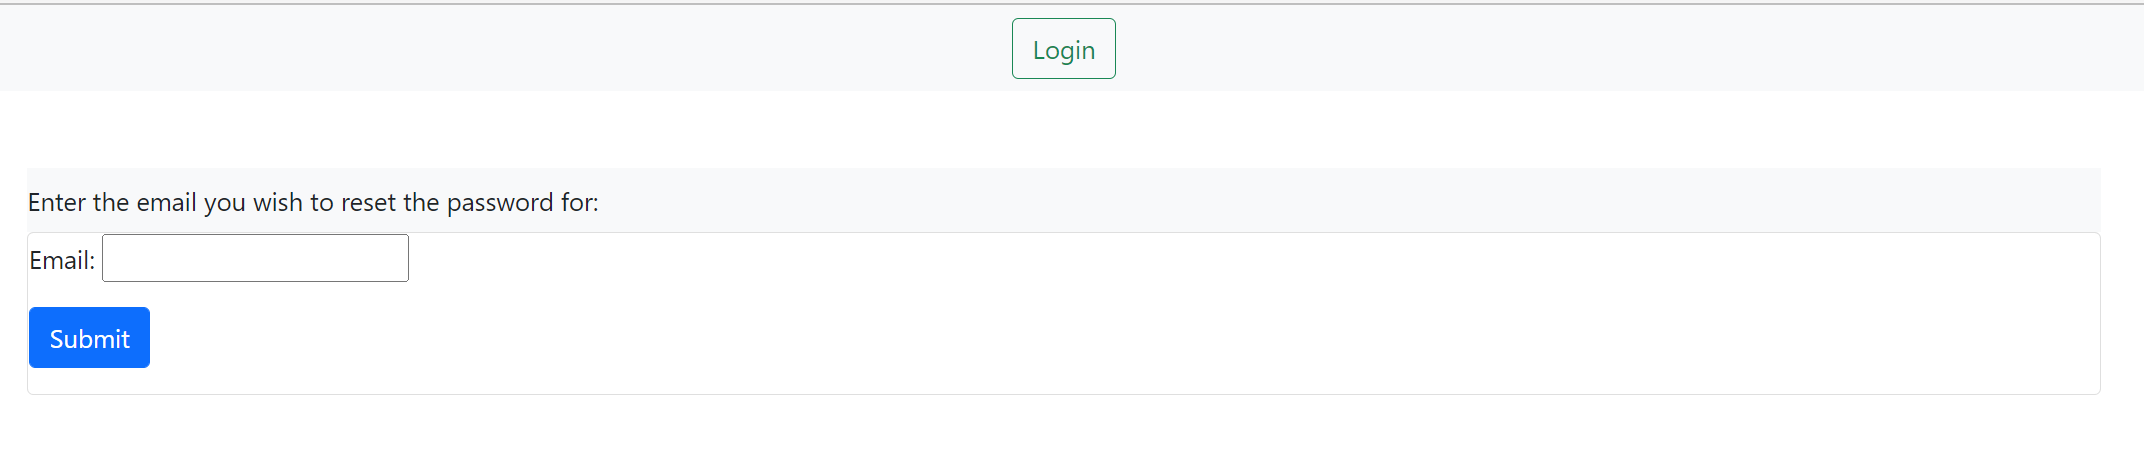 Login
Enter the email you wish to reset the password for:
Email:
Submit